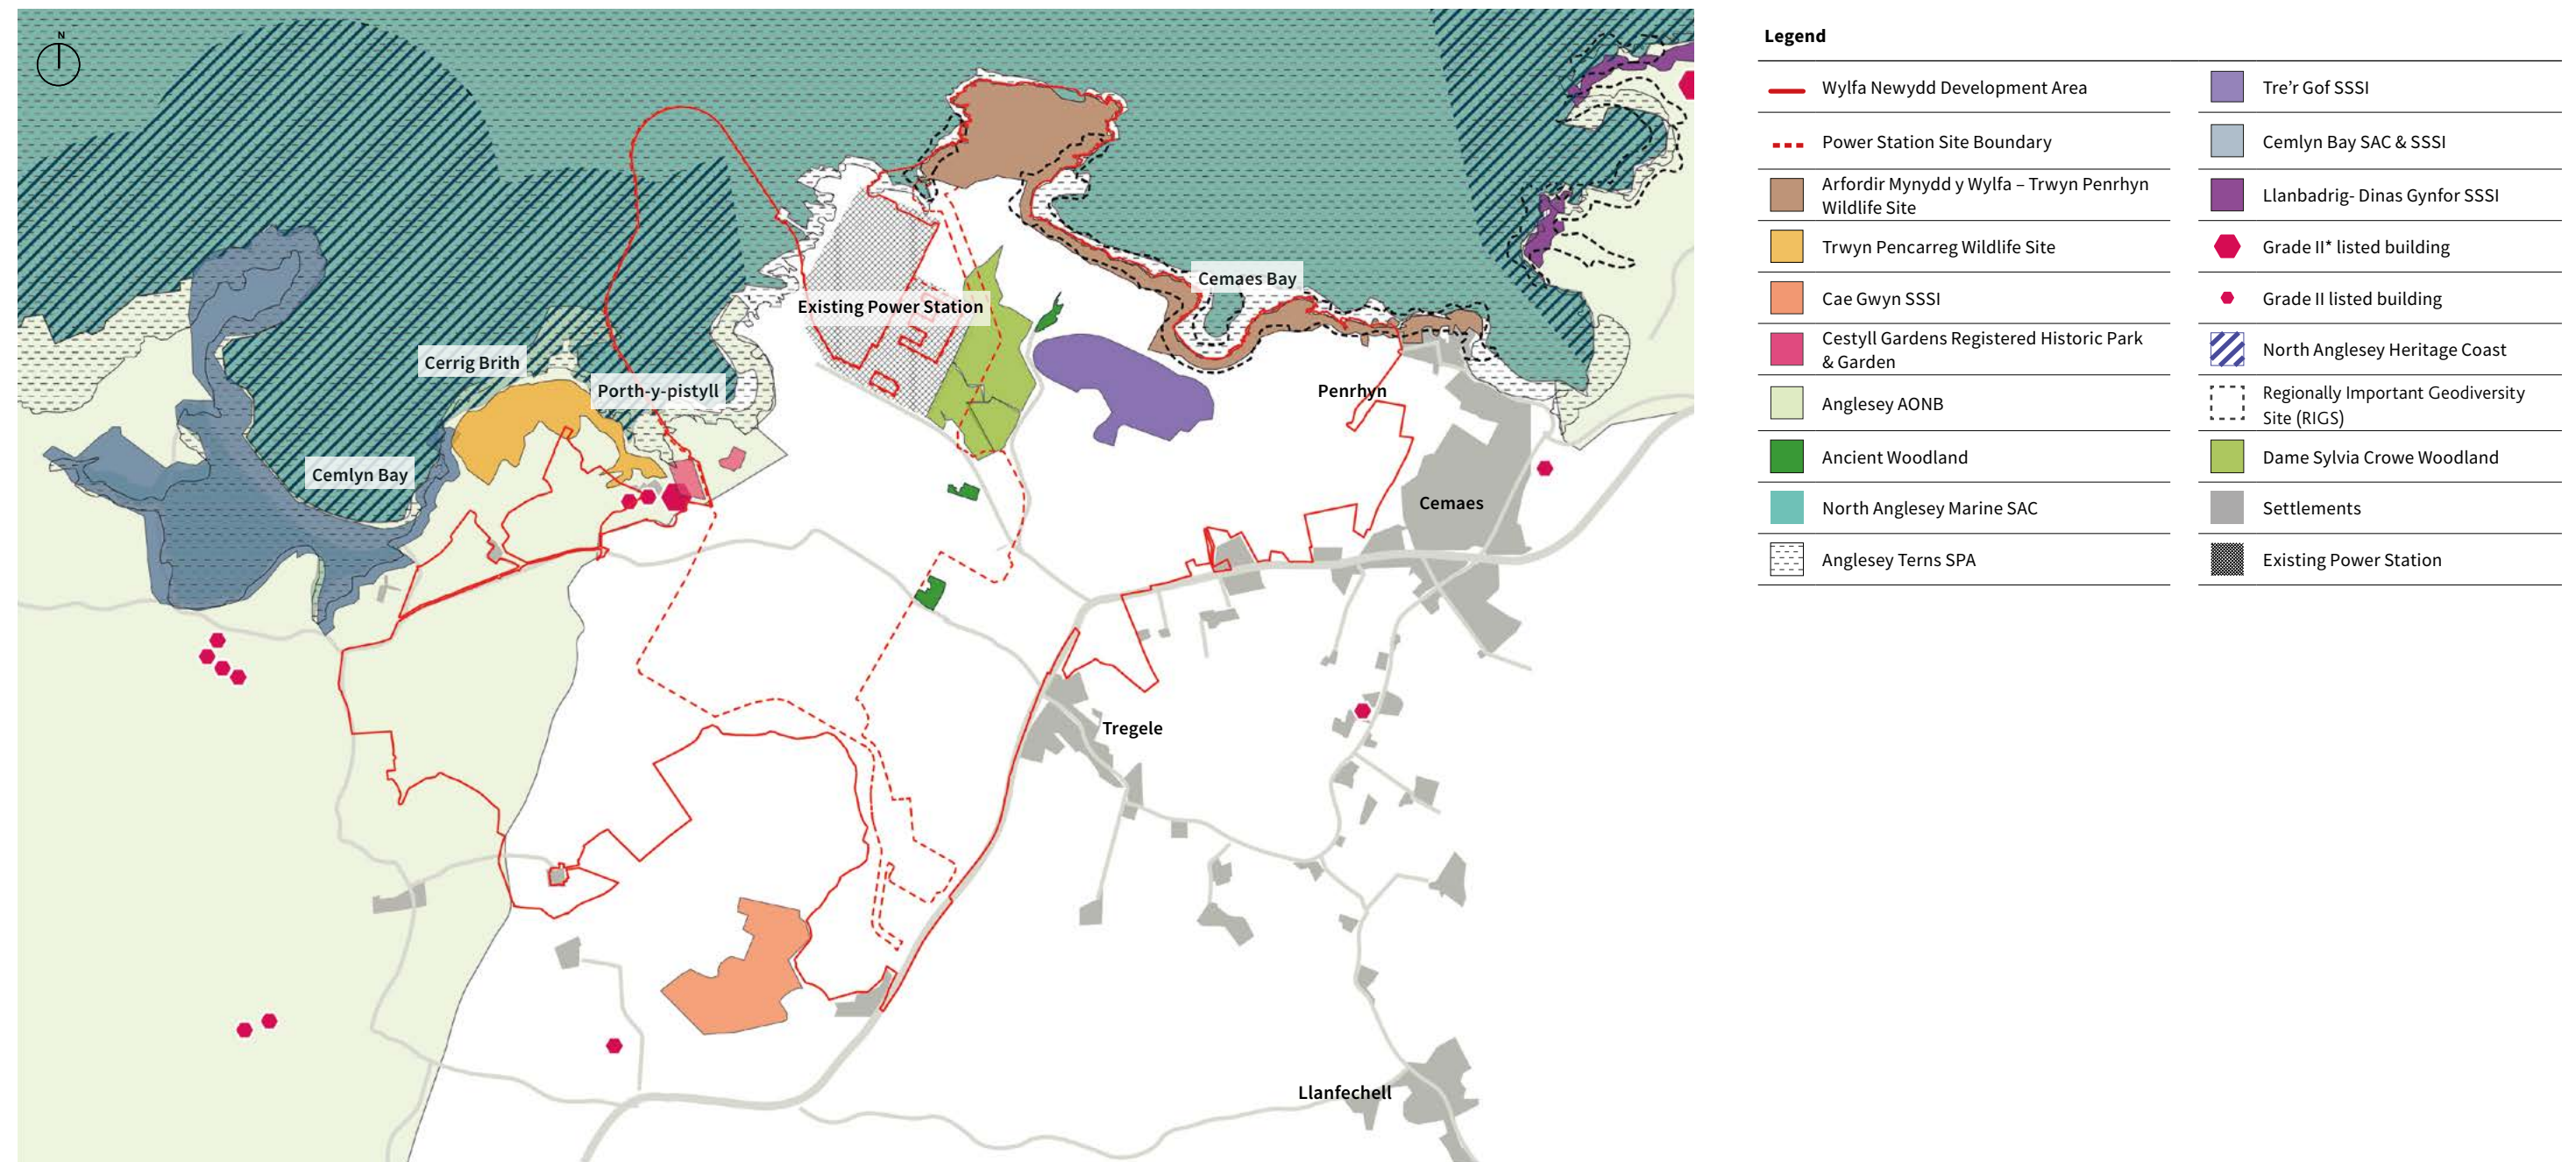 N
Existing Power Station
Cemaes Bay
Cerrig Brith
Porth-y-pistyll
Penrhyn
Cemlyn Bay
Cemaes
Tregele
Llanfechell
Legend
Wylfa Newydd Development Area
Power Station Site Boundary
Arfordir Mynydd y Wylfa – Trwyn Penrhyn
Wildlife Site
Trwyn Pencarreg Wildlife Site
Cae Gwyn SSSI
Cestyll Gardens Registered Historic Park
& Garden
Anglesey AONB
Ancient Woodland
North Anglesey Marine SAC
Anglesey Terns SPA
Tre’r Gof SSSI
Cemlyn Bay SAC & SSSI
Llanbadrig- Dinas Gynfor SSSI
Grade II* listed building
Grade II listed building
North Anglesey Heritage Coast
Regionally Important Geodiversity
Site (RIGS)
Dame Sylvia Crowe Woodland
Settlements
Existing Power Station